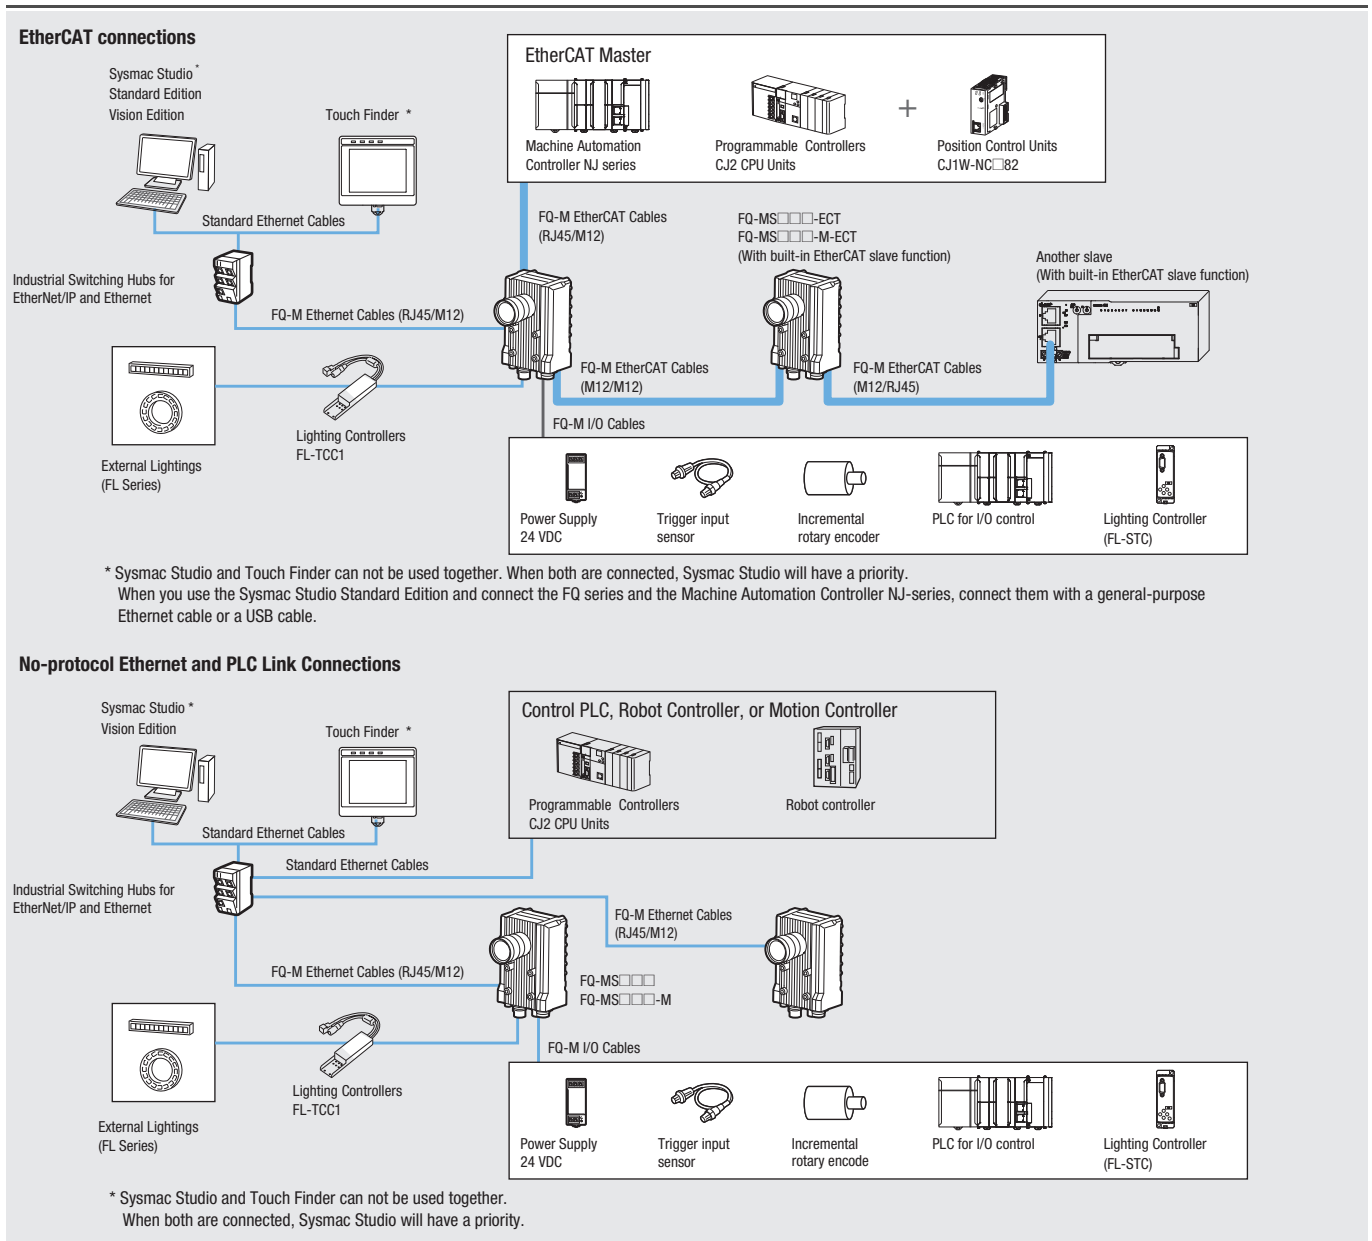 EtherCAT connections
Sysmac Studio *
Standard Edition
Vision Edition
Touch Finder *
EtherCAT Master
Machine Automation
Controller NJ series
Programmable Controllers
CJ2 CPU Units
+
Position Control Units
CJ1W-NC□82
Standard Ethernet Cables
FQ-M EtherCAT Cables
(RJ45/M12)
FQ-MS□□□-ECT
FQ-MS□□□-M-ECT
(With built-in EtherCAT slave function)
Another slave
(With built-in EtherCAT slave function)
Industrial Switching Hubs for
EtherNet/IP and Ethernet
FQ-M Ethernet Cables (RJ45/M12)
FQ-M EtherCAT Cables
(M12/M12)
FQ-M EtherCAT Cables
(M12/RJ45)
FQ-M I/O Cables
Lighting Controllers
FL-TCC1
External Lightings
(FL Series)
Power Supply
24 VDC
Trigger input
sensor
Incremental
rotary encoder
PLC for I/O control
Lighting Controller
(FL-STC)
* Sysmac Studio and Touch Finder can not be used together. When both are connected, Sysmac Studio will have a priority.
When you use the Sysmac Studio Standard Edition and connect the FQ series and the Machine Automation Controller NJ-series, connect them with a general-purpose
Ethernet cable or a USB cable.
No-protocol Ethernet and PLC Link Connections
Sysmac Studio *
Vision Edition
Touch Finder *
Control PLC, Robot Controller, or Motion Controller
Programmable Controllers
CJ2 CPU Units
Robot controller
Standard Ethernet Cables
Standard Ethernet Cables
Industrial Switching Hubs for
EtherNet/IP and Ethernet
FQ-M Ethernet Cables
(RJ45/M12)
FQ-M Ethernet Cables (RJ45/M12)
FQ-MS□□□
FQ-MS□□□-M
FQ-M I/O Cables
Lighting Controllers
FL-TCC1
External Lightings
(FL Series)
Power Supply
24 VDC
Trigger input
sensor
Incremental
rotary encode
PLC for I/O control
Lighting Controller
(FL-STC)
* Sysmac Studio and Touch Finder can not be used together.
When both are connected, Sysmac Studio will have a priority.